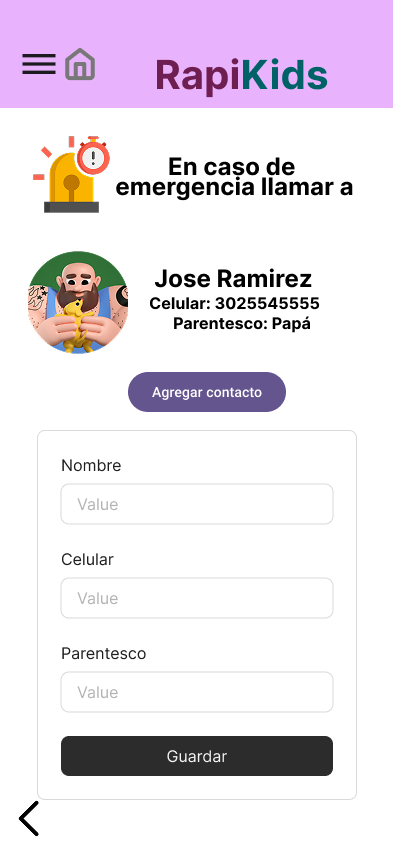 RapiKids
En caso de
emergencia llamar a
Jose Ramirez
Celular: 3025545555
Parentesco: Papá
Agregar contacto
Nombre
Value
Celular
Value
Parentesco
Value
Guardar